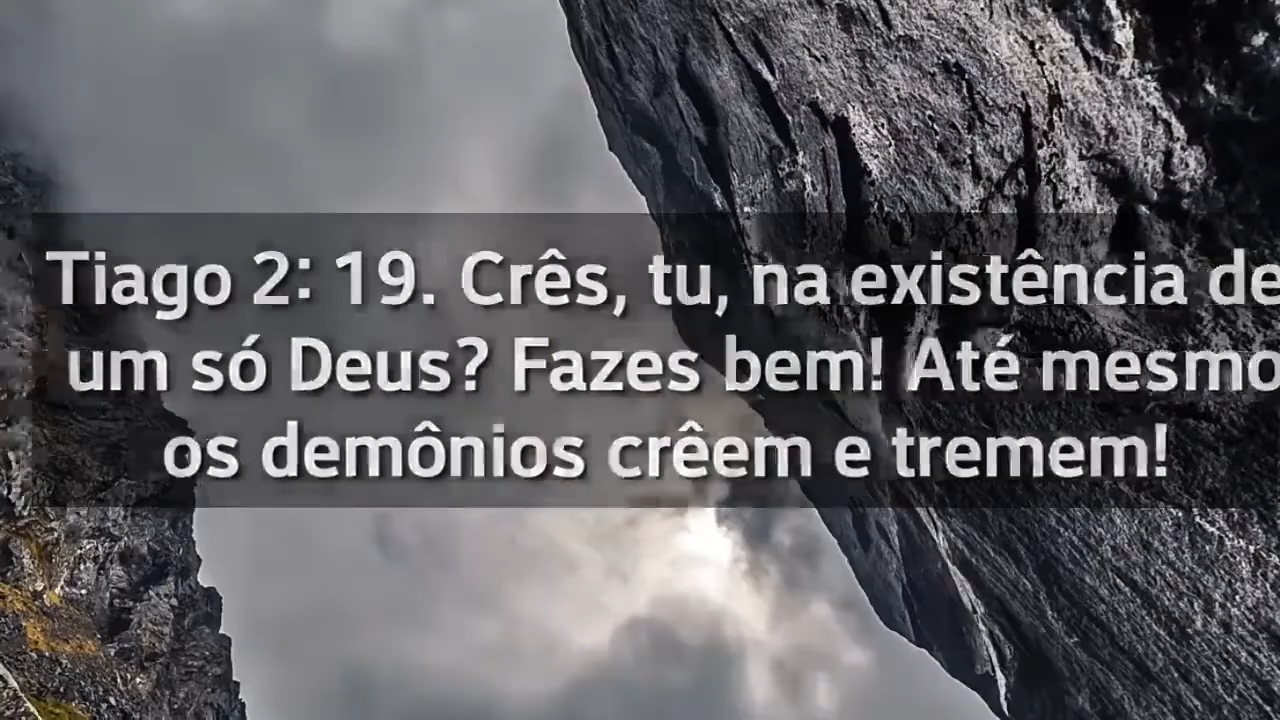 Tiago 2: 19. Crês, tu, na existência de
um só Deus? Fazes bem! Até mesmo
os demônios crêem e tremem!